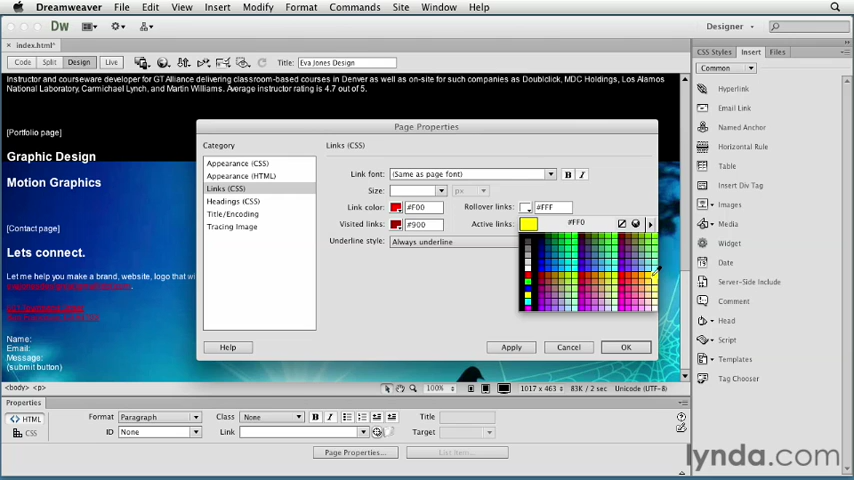 Dreamweaver File Edit View Insert Modify Format Commands Site Window Help
Dw Designer
× index.html*
Code Split Design Live Title: Eva Jones Design
CSS Styles Insert Files
Common
Instructor and courseware developer for GT Alliance delivering classroom-based courses in Denver as well as on-site for such companies as Doublclick, MDC Holdings, Los Alamos
National Laboratory, Carmichael Lynch, and Martin Williams. Average instructor rating is 4.7 out of 5.
[Portfolio page]
Graphic Design
Motion Graphics
[Contact page]
Lets connect.
Let me help you make a brand, website, logo that wi
Name:
Email:
Message:
(submit button)
Page Properties
Category
Appearance (CSS)
Appearance (HTML)
Links (CSS)
Headings (CSS)
Title/Encoding
Tracing Image
Links (CSS)
Link font: (Same as page font) B I
Size: px
Link color: #F00 Rollover links: #FFF
Visited links: #900 Active links: #FF0
Underline style: Always underline
Help Apply Cancel OK
Hyperlink
Email Link
Named Anchor
Horizontal Rule
Table
Insert Div Tag
Images
Media
Widget
Date
Server-Side Include
Comment
Head
Script
Templates
Tag Chooser
<body> <p> 100% 1017 x 463 83K / 2 sec Unicode (UTF-8)
Properties
<> HTML Format Paragraph Class None B I Title
CSS ID None Link Target
Page Properties... List Item...
lynda.com